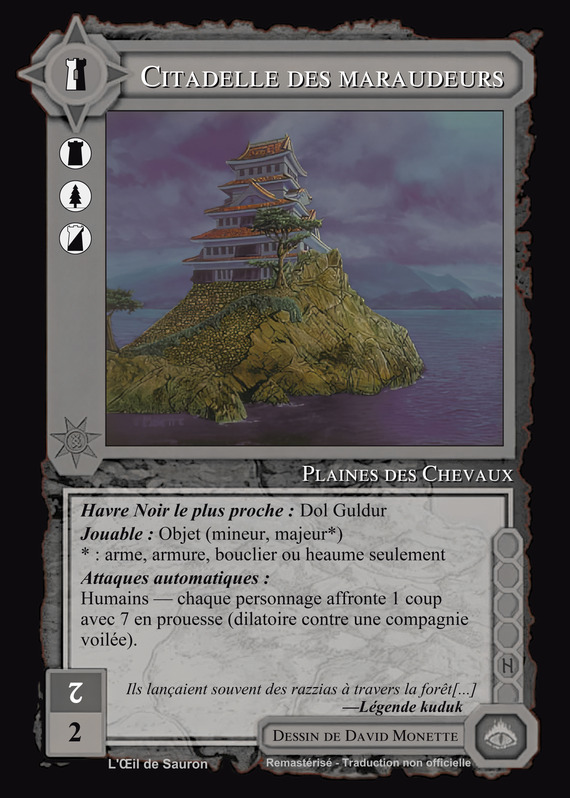 Citadelle des maraudeurs
Plaines des Chevaux
Havre Noir le plus proche : Dol Guldur
Jouable : Objet (mineur, majeur*)
* : arme, armure, bouclier ou heaume seulement
Attaques automatiques :
Humains — chaque personnage affronte 1 coup
avec 7 en prouesse (dilatoire contre une compagnie
voilée).
Ils lançaient souvent des razzias à travers la forêt[...]
—Légende kuduk
2
2
Dessin de David Monette
L'Œil de Sauron
Remastérisé - Traduction non officielle